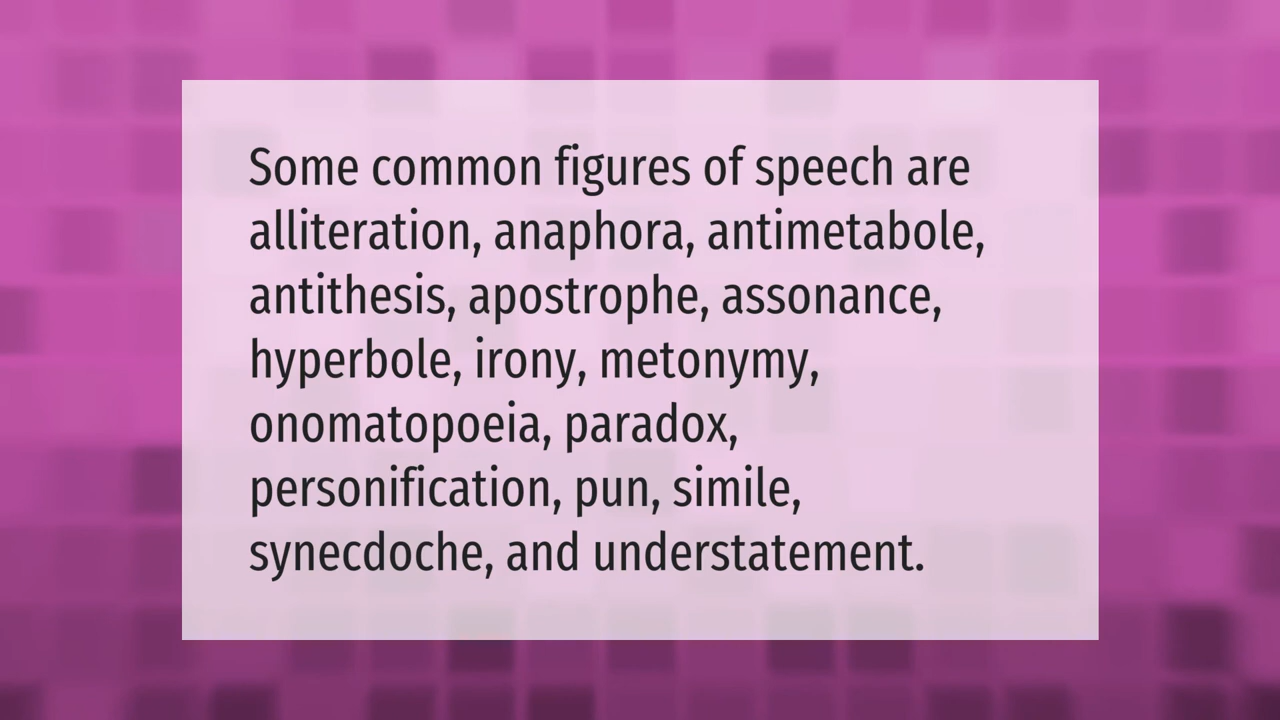 Some common figures of speech are
alliteration, anaphora, antimetabole,
antithesis, apostrophe, assonance,
hyperbole, irony, metonymy,
onomatopoeia, paradox,
personification, pun, simile,
synecdoche, and understatement.